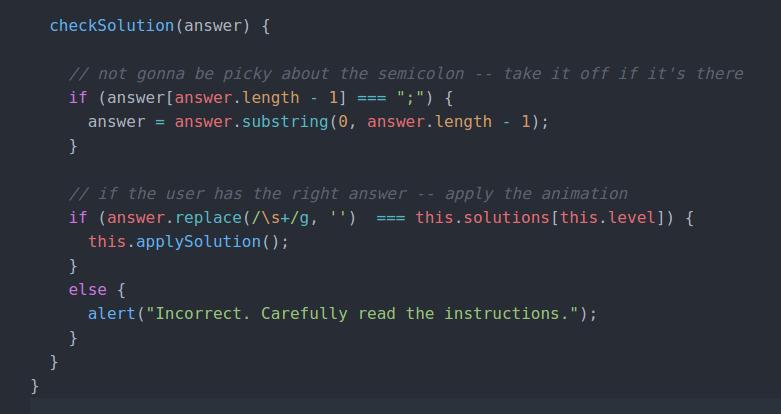 checkSolution(answer) {
// not gonna be picky about the semicolon -- take it off if it's there
if (answer[answer.length - 1] === ";") {
answer = answer.substring(0, answer.length - 1);
}
// if the user has the right answer -- apply the animation
if (answer.replace(/\s+/g, '')  === this.solutions[this.level]) {
this.applySolution();
}
else {
alert("Incorrect. Carefully read the instructions.");
}
}
}